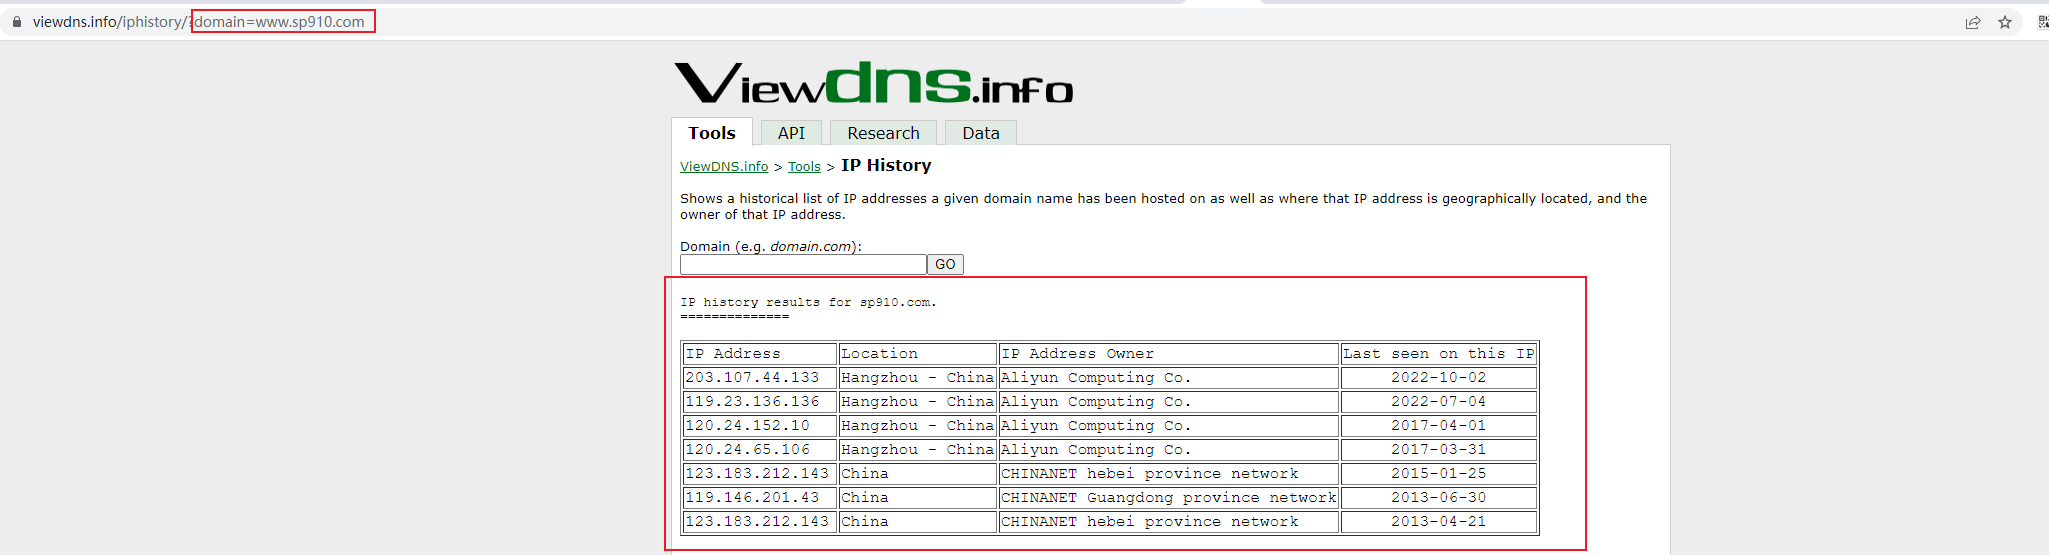 viewdns.info/iphistory/?domain=www.sp910.com
Viewdns.info
Tools API Research Data
ViewDNS.info > Tools > IP History
Shows a historical list of IP addresses a given domain name has been hosted on as well as where that IP address is geographically located, and the
owner of that IP address.
Domain (e.g. domain.com):
GO
IP history results for sp910.com.
==============
IP Address Location IP Address Owner Last seen on this IP
203.107.44.133 Hangzhou - China Aliyun Computing Co. 2022-10-02
119.23.136.136 Hangzhou - China Aliyun Computing Co. 2022-07-04
120.24.152.10 Hangzhou - China Aliyun Computing Co. 2017-04-01
120.24.65.106 Hangzhou - China Aliyun Computing Co. 2017-03-31
123.183.212.143 China CHINANET hebei province network 2015-01-25
119.146.201.43 China CHINANET Guangdong province network 2013-06-30
123.183.212.143 China CHINANET hebei province network 2013-04-21